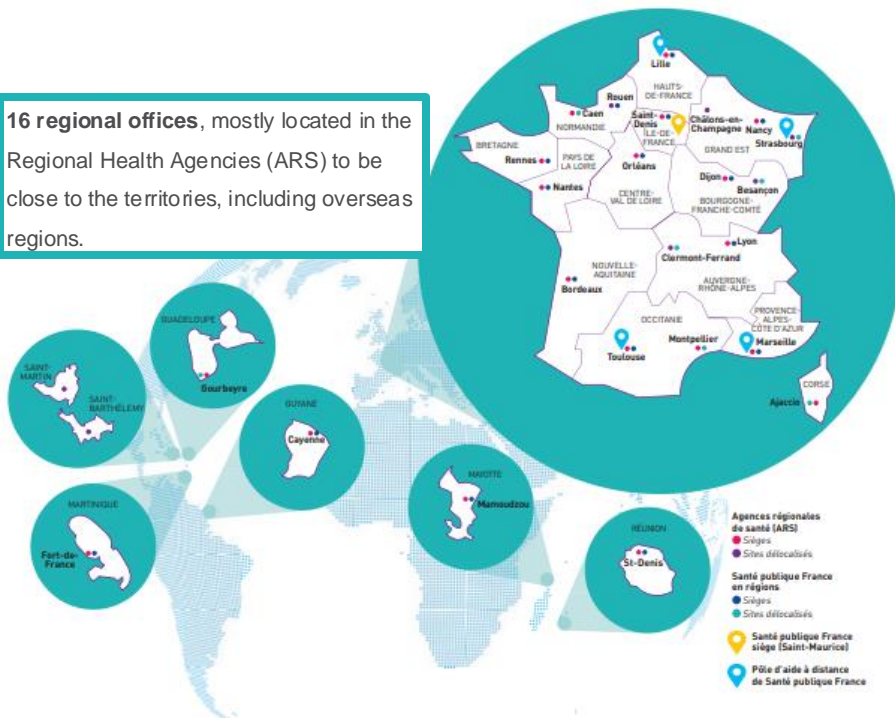 16 regional offices, mostly located in the
Regional Health Agencies (ARS) to be
close to the territories, including overseas
regions.
Lille
HAUTS-
DE-FRANCE
Rouen
Caen
NORMANDIE
Saint-
Denis
ÎLE-DE-
FRANCE
Châlons-en-
Champagne
Nancy
Strasbourg
GRAND EST
BRETAGNE
Rennes
PAYS DE
LA LOIRE
Nantes
Orléans
CENTRE-
VAL DE LOIRE
Dijon
Besançon
BOURGOGNE-
FRANCHE-COMTÉ
Lyon
Clermont-Ferrand
AUVERGNE-
RHÔNE-ALPES
NOUVELLE-
AQUITAINE
Bordeaux
OCCITANIE
Toulouse
Montpellier
PROVENCE-
ALPES-
CÔTE D'AZUR
Marseille
CORSE
Ajaccio
GUADELOUPE
Gourbeyre
SAINT-
MARTIN
SAINT-
BARTHÉLEMY
GUYANE
Cayenne
MARTINIQUE
Fort-de-
France
MAYOTTE
Mamoudzou
RÉUNION
St-Denis
Agences régionales
de santé (ARS)
Sièges
Sites délocalisés
Santé publique France
en régions
Sièges
Sites délocalisés
Santé publique France
siège (Saint-Maurice)
Pôle d'aide à distance
de Santé publique France